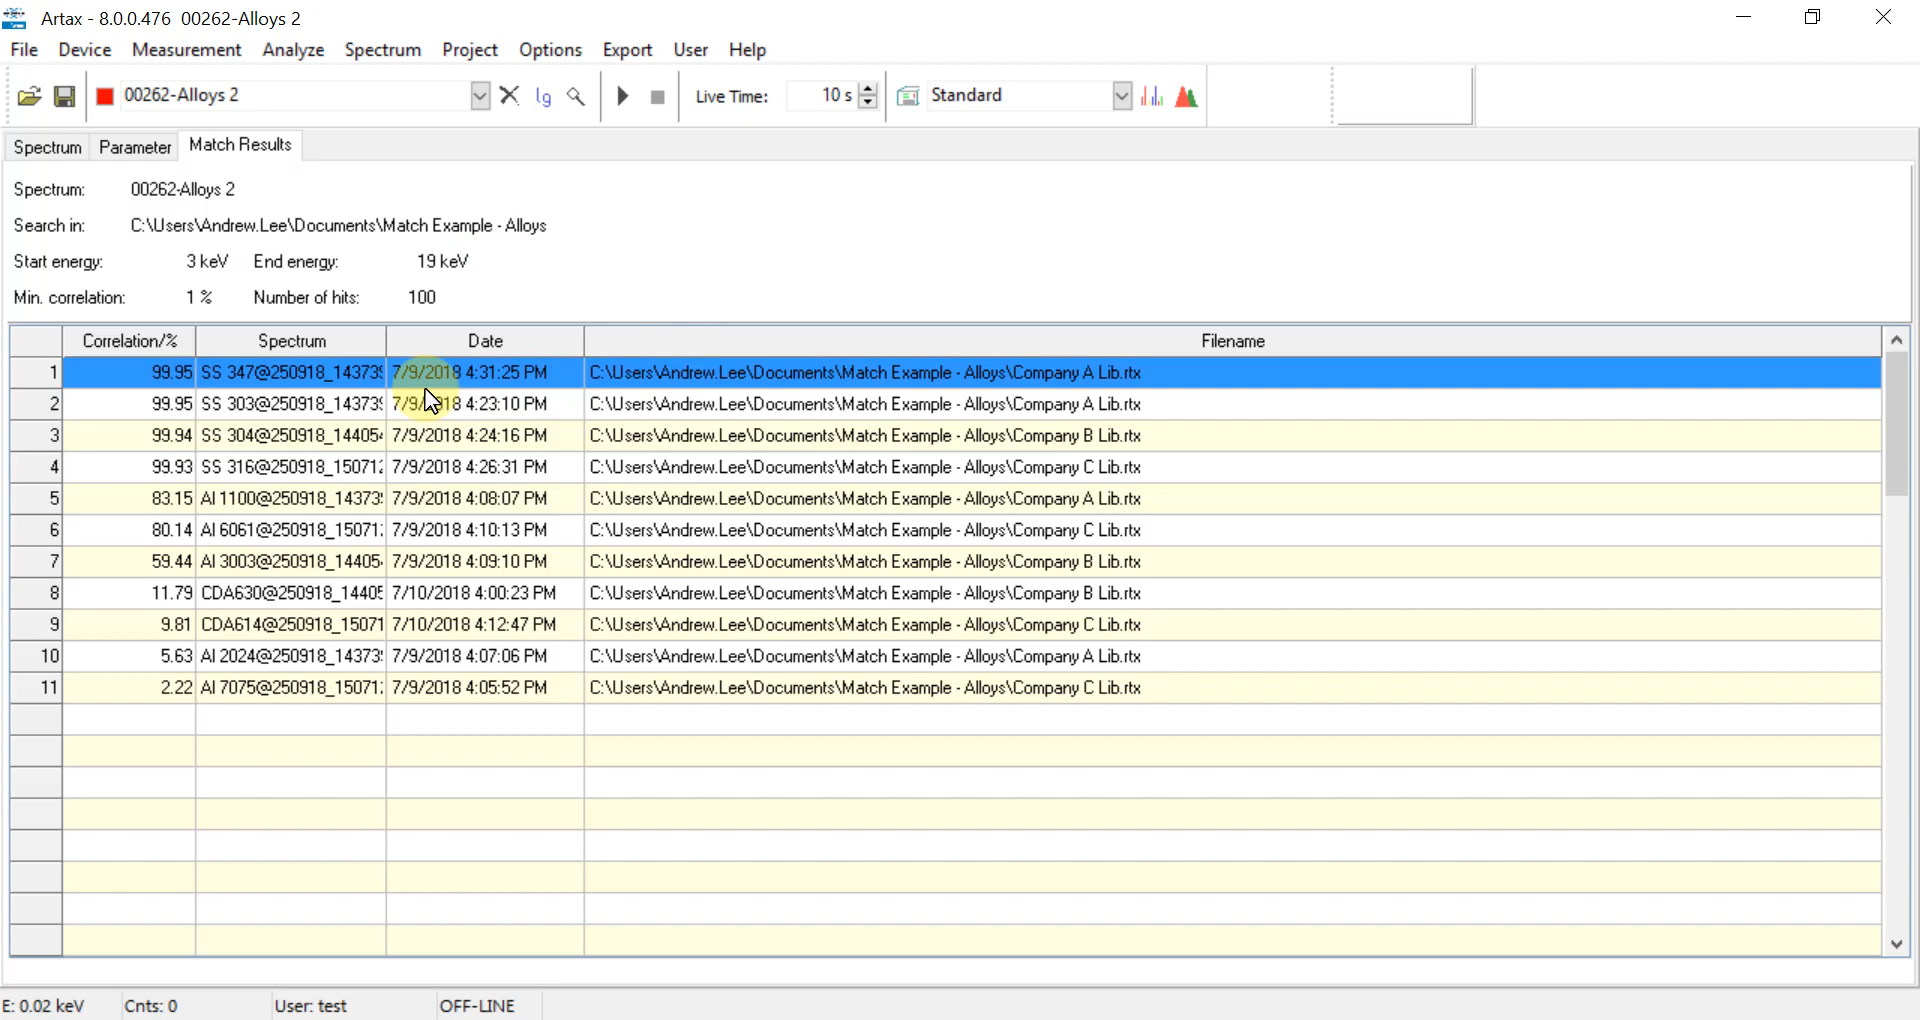 Artax - 8.0.0.476 00262-Alloys 2
File Device Measurement Analyze Spectrum Project Options Export User Help
00262-Alloys 2 lg Live Time: 10 s Standard
Spectrum Parameter Match Results
Spectrum: 00262-Alloys 2
Search in: C:\Users\Andrew.Lee\Documents\Match Example - Alloys
Start energy: 3 keV End energy: 19 keV
Min. correlation: 1 % Number of hits: 100
Correlation/% Spectrum Date Filename
1 99.95 SS 347@250918_14373 7/9/2018 4:31:25 PM C:\Users\Andrew.Lee\Documents\Match Example - Alloys\Company A Lib.rtx
2 99.95 SS 303@250918_14373 7/9/2018 4:23:10 PM C:\Users\Andrew.Lee\Documents\Match Example - Alloys\Company A Lib.rtx
3 99.94 SS 304@250918_14405 7/9/2018 4:24:16 PM C:\Users\Andrew.Lee\Documents\Match Example - Alloys\Company B Lib.rtx
4 99.93 SS 316@250918_15071 7/9/2018 4:26:31 PM C:\Users\Andrew.Lee\Documents\Match Example - Alloys\Company C Lib.rtx
5 83.15 Al 1100@250918_14373 7/9/2018 4:08:07 PM C:\Users\Andrew.Lee\Documents\Match Example - Alloys\Company A Lib.rtx
6 80.14 Al 6061@250918_15071 7/9/2018 4:10:13 PM C:\Users\Andrew.Lee\Documents\Match Example - Alloys\Company C Lib.rtx
7 59.44 Al 3003@250918_14405 7/9/2018 4:09:10 PM C:\Users\Andrew.Lee\Documents\Match Example - Alloys\Company B Lib.rtx
8 11.79 CDA630@250918_1440 7/10/2018 4:00:23 PM C:\Users\Andrew.Lee\Documents\Match Example - Alloys\Company B Lib.rtx
9 9.81 CDA614@250918_15071 7/10/2018 4:12:47 PM C:\Users\Andrew.Lee\Documents\Match Example - Alloys\Company C Lib.rtx
10 5.63 Al 2024@250918_14373 7/9/2018 4:07:06 PM C:\Users\Andrew.Lee\Documents\Match Example - Alloys\Company A Lib.rtx
11 2.22 Al 7075@250918_15071 7/9/2018 4:05:52 PM C:\Users\Andrew.Lee\Documents\Match Example - Alloys\Company C Lib.rtx
E: 0.02 keV Cnts: 0 User: test OFF-LINE